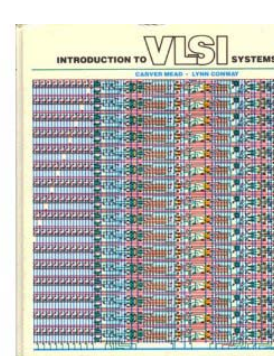 INTRODUCTION TO VLSI SYSTEMS
CARVER MEAD · LYNN CONWAY